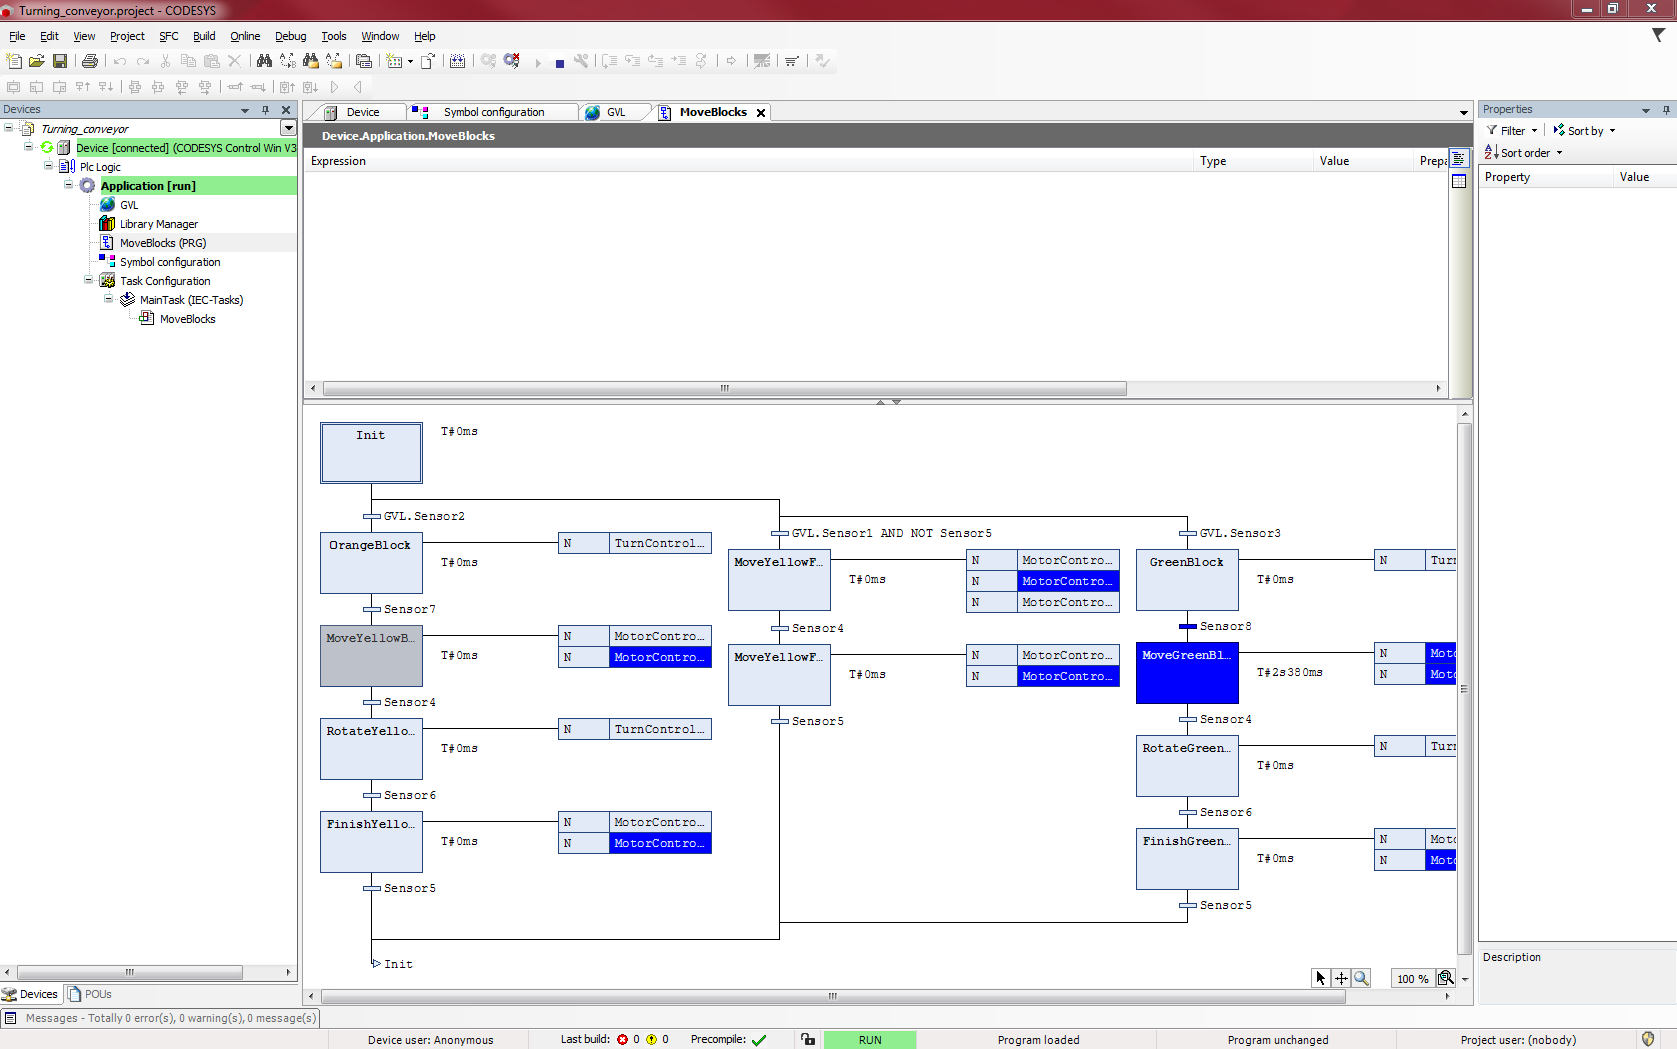 Turning_conveyor.project - CODESYS
File Edit View Project SFC Build Online Debug Tools Window Help
Devices
Turning_conveyor
Device [connected] (CODESYS Control Win V3
Plc Logic
Application [run]
GVL
Library Manager
MoveBlocks (PRG)
Symbol configuration
Task Configuration
MainTask (IEC-Tasks)
MoveBlocks
Devices POUs
Device Symbol configuration GVL MoveBlocks
Device.Application.MoveBlocks
Expression Type Value Prepa
Init T#0ms
GVL.Sensor2
OrangeBlock T#0ms N TurnControl...
Sensor7
MoveYellowB... T#0ms N MotorContro...
N MotorContro...
Sensor4
RotateYello... T#0ms N TurnControl...
Sensor6
FinishYello... T#0ms N MotorContro...
N MotorContro...
Sensor5
Init
GVL.Sensor1 AND NOT Sensor5
MoveYellowF... T#0ms N MotorContro...
N MotorContro...
N MotorContro...
Sensor4
MoveYellowF... T#0ms N MotorContro...
N MotorContro...
Sensor5
GVL.Sensor3
GreenBlock T#0ms N Turn
Sensor8
MoveGreenBl... T#2s380ms N Moto
N Moto
Sensor4
RotateGreen... T#0ms N Turn
Sensor6
FinishGreen... T#0ms N Moto
N Moto
Sensor5
100 %
Properties
Filter Sort by
Sort order
Property Value
Description
Messages - Totally 0 error(s), 0 warning(s), 0 message(s)
Device user: Anonymous Last build: 0 0 Precompile: RUN Program loaded Program unchanged Project user: (nobody)